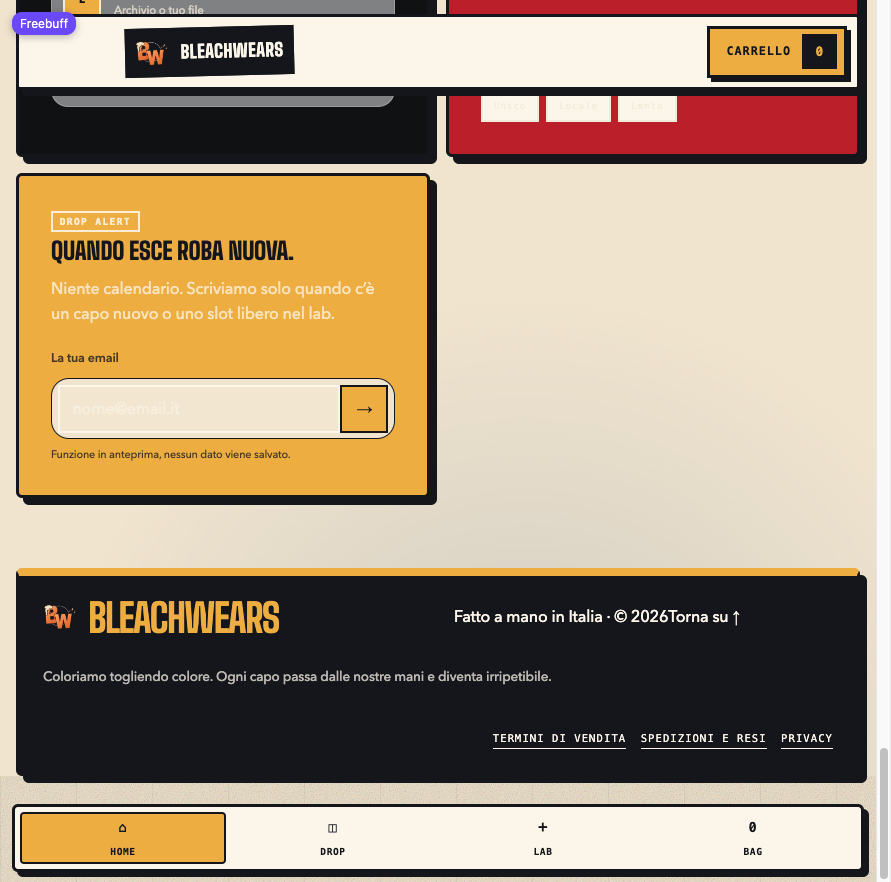 2
Archivio o tuo file
Freebuff
BW BLEACHWEARS
CARRELLO 0
Unico Locale Lento
DROP ALERT
QUANDO ESCE ROBA NUOVA.
Niente calendario. Scriviamo solo quando c'è
un capo nuovo o uno slot libero nel lab.
La tua email
nome@email.it →
Funzione in anteprima, nessun dato viene salvato.
BW BLEACHWEARS
Fatto a mano in Italia · © 2026Torna su ↑
Coloriamo togliendo colore. Ogni capo passa dalle nostre mani e diventa irripetibile.
TERMINI DI VENDITA SPEDIZIONI E RESI PRIVACY
HOME
DROP
+
LAB
0
BAG